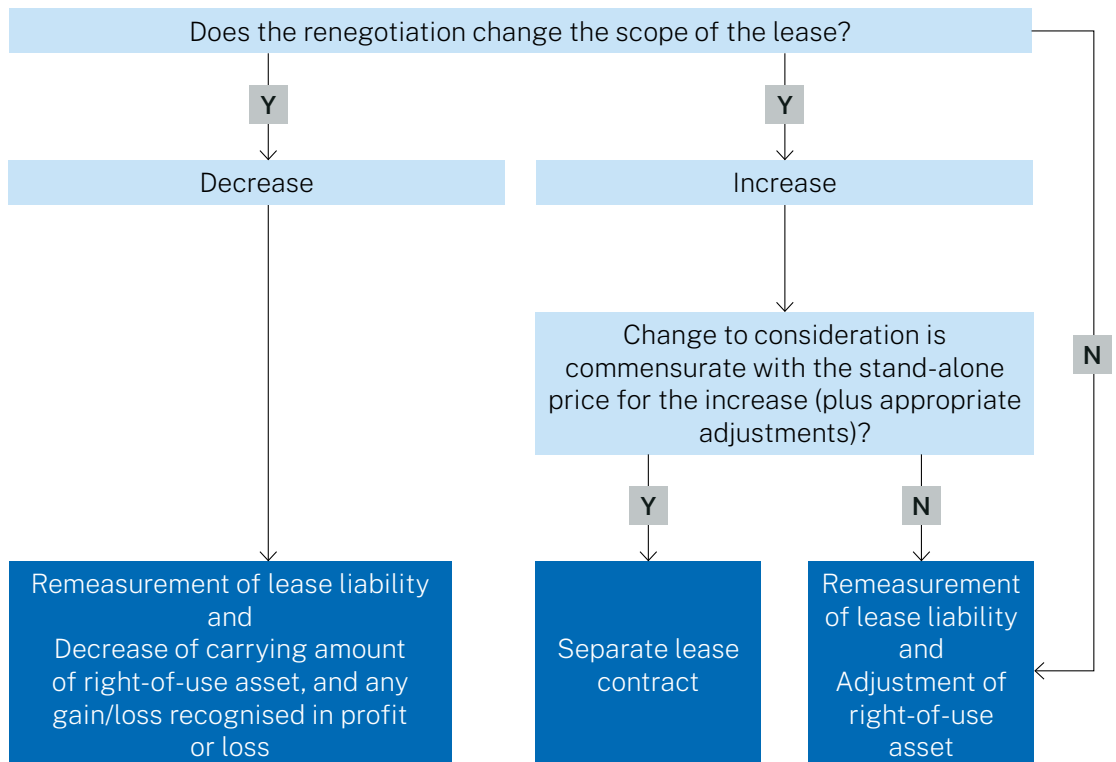 Does the renegotiation change the scope of the lease?
Y
Y
Decrease
Increase
Change to consideration is
commensurate with the stand-alone
price for the increase (plus appropriate
adjustments)?
N
Y
N
Remeasurement of lease liability
and
Decrease of carrying amount
of right-of-use asset, and any
gain/loss recognised in profit
or loss
Separate lease
contract
Remeasurement
of lease liability
and
Adjustment of
right-of-use
asset